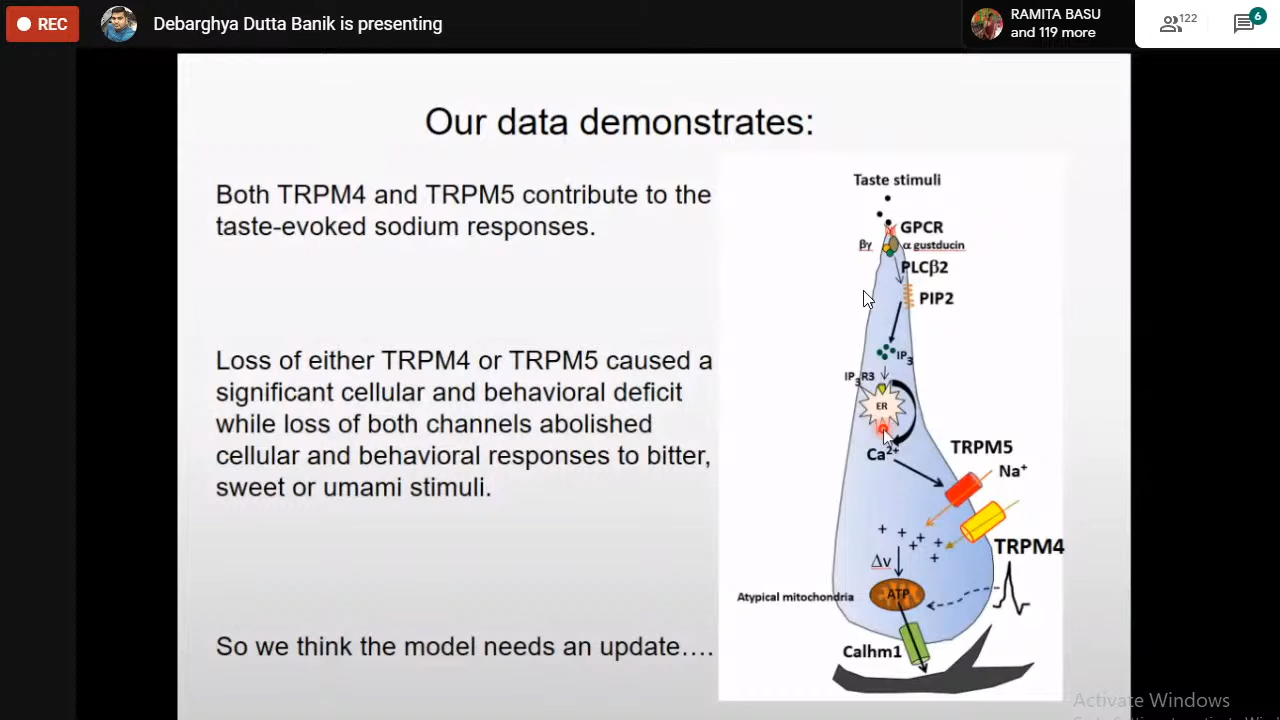 REC
Debarghya Dutta Banik is presenting
RAMITA BASU
and 119 more
122
6
Our data demonstrates:
Both TRPM4 and TRPM5 contribute to the
taste-evoked sodium responses.
Loss of either TRPM4 or TRPM5 caused a
significant cellular and behavioral deficit
while loss of both channels abolished
cellular and behavioral responses to bitter,
sweet or umami stimuli.
So we think the model needs an update….
Taste stimuli
GPCR
βγ
α gustducin
PLCβ2
PIP2
IP3
IP3R3
ER
Ca2+
TRPM5
Na+
+ + + + + +
TRPM4
Δv
Atypical mitochondria
ATP
Calhm1
Activate Windows